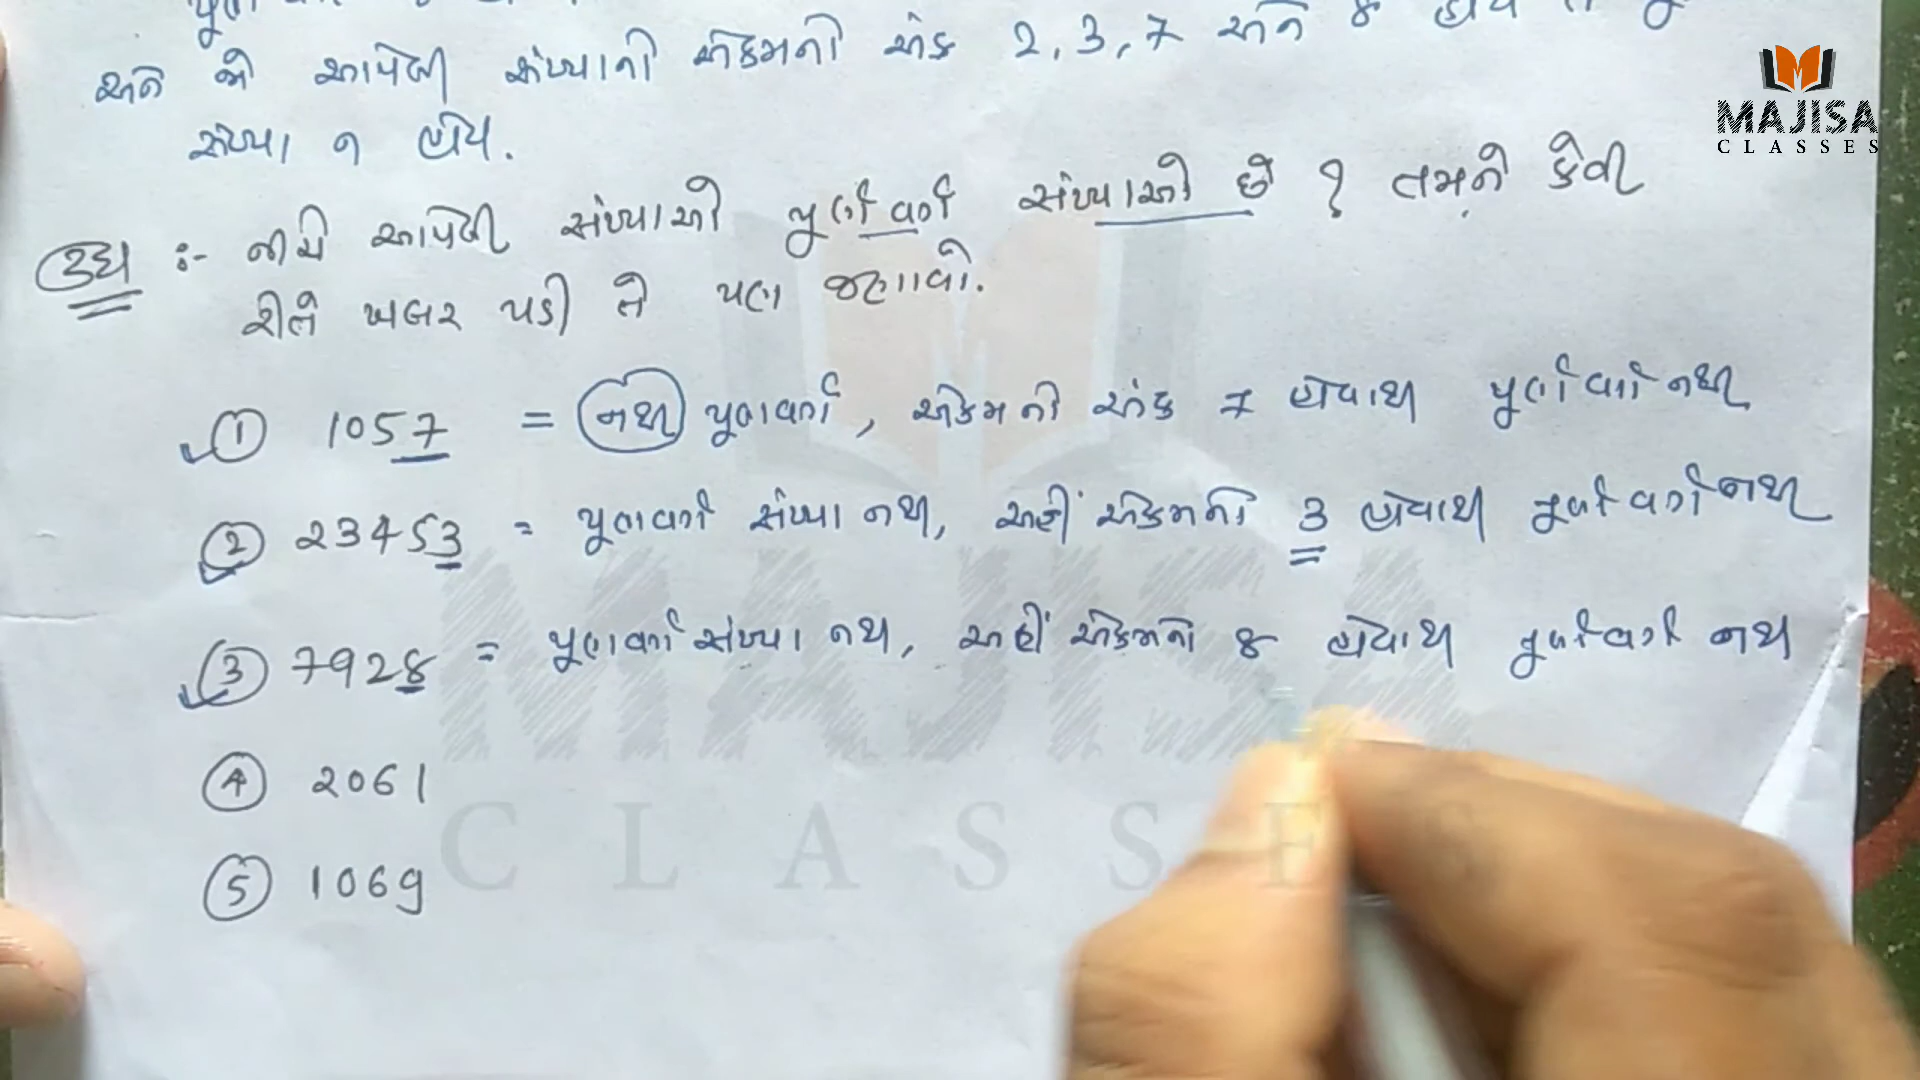 અને જો આપેલી સંખ્યાનો એકમનો અંક 2, 3, 7 અને 8 હોય
સંખ્યા ન હોય.
MAJISA
CLASSES
ઉદા :- નીચે આપેલી સંખ્યાઓ પૂર્ણવર્ગ સંખ્યાઓ છે ? તમને કેવી
રીતે ખબર પડી તે પણ જણાવો.
① 1057 = નથી પૂર્ણવર્ગ, એકમનો અંક 7 હોવાથી પૂર્ણવર્ગ નથી
② 23453 = પૂર્ણવર્ગ સંખ્યા નથી, અહીં એકમનો 3 હોવાથી પૂર્ણવર્ગ નથી
③ 7928 = પૂર્ણવર્ગ સંખ્યા નથી, અહીં એકમનો 8 હોવાથી પૂર્ણવર્ગ નથી
④ 2061
⑤ 1069
MAJISA
CLASSES